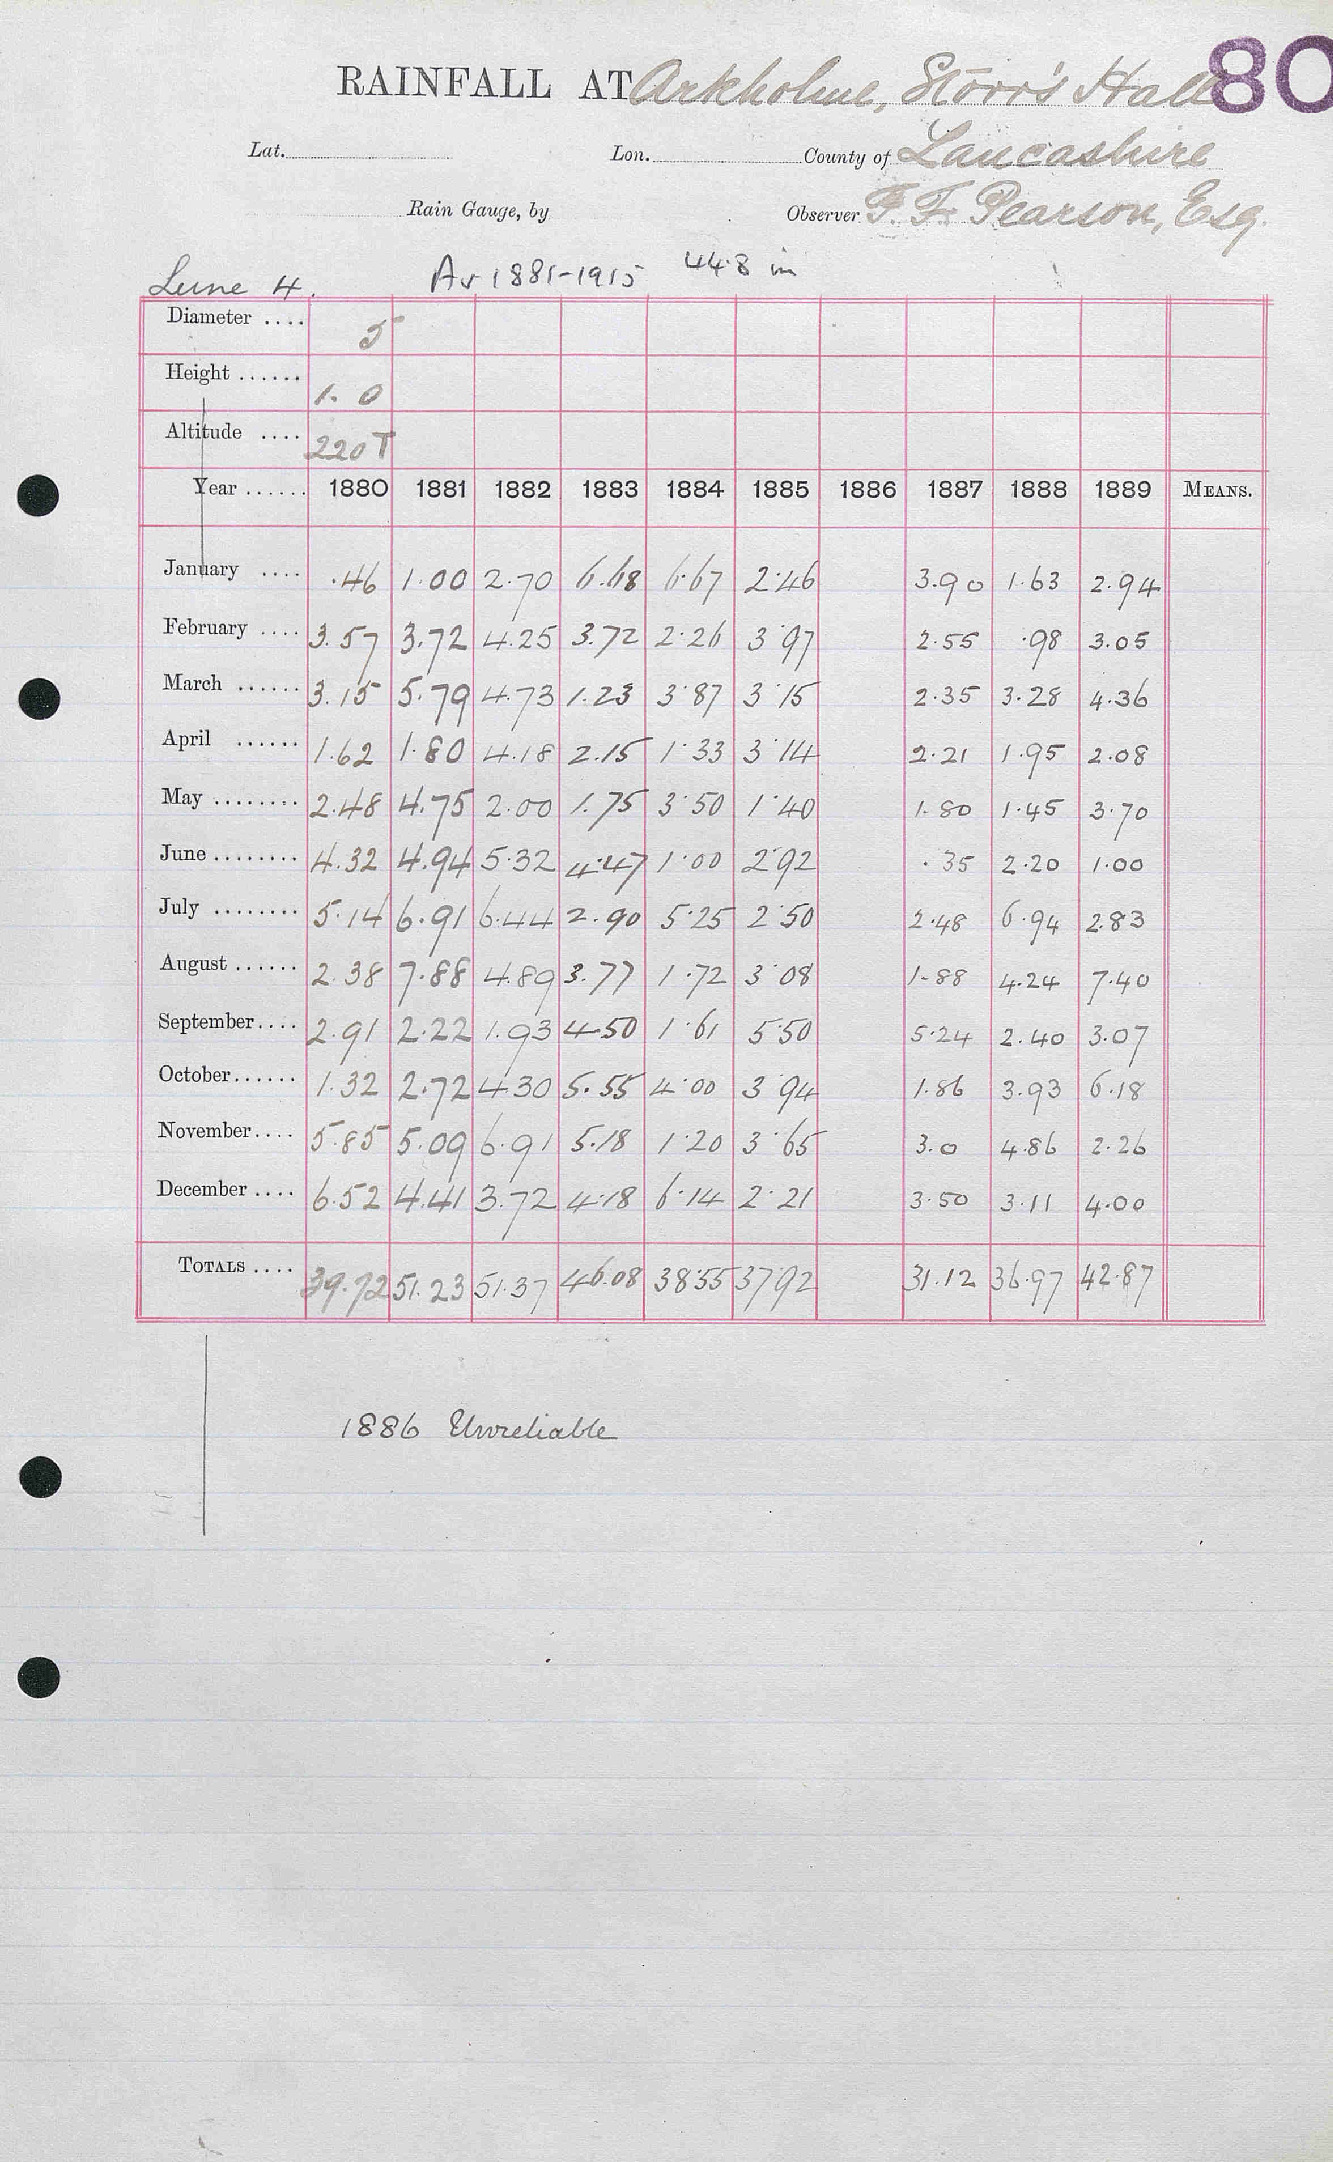 80
RAINFALL AT Arkholme, Storr's Hall
Lat. Lon. County of Lancashire
Rain Gauge, by Observer F. F. Pearson, Esq.
Lune 4. Av 1881-1915 44.8 in
Diameter .... 5
Height ...... 1.0
Altitude .... 220 T
Year ...... 1880 1881 1882 1883 1884 1885 1886 1887 1888 1889 MEANS.
January .... .46 1.00 2.70 6.68 6.67 2.46 3.90 1.63 2.94
February .... 3.57 3.72 4.25 3.72 2.26 3.97 2.55 .98 3.05
March ...... 3.15 5.79 4.73 1.23 3.87 3.15 2.35 3.28 4.36
April ...... 1.62 1.80 4.18 2.15 1.33 3.14 2.21 1.95 2.08
May ........ 2.48 4.75 2.00 1.75 3.50 1.40 1.80 1.45 3.70
June ........ 4.32 4.94 5.32 4.47 1.00 2.92 .35 2.20 1.00
July ........ 5.14 6.91 6.44 2.90 5.25 2.50 2.48 6.94 2.83
August ...... 2.38 7.88 4.89 3.77 1.72 3.08 1.88 4.24 7.40
September.... 2.91 2.22 1.93 4.50 1.61 5.50 5.24 2.40 3.07
October...... 1.32 2.72 4.30 5.55 4.00 3.94 1.86 3.93 6.18
November.... 5.85 5.09 6.91 5.18 1.20 3.65 3.0 4.86 2.26
December .... 6.52 4.41 3.72 4.18 6.14 2.21 3.50 3.11 4.00
TOTALS .... 39.72 51.23 51.37 46.08 38.55 37.92 31.12 36.97 42.87
1886 Unreliable